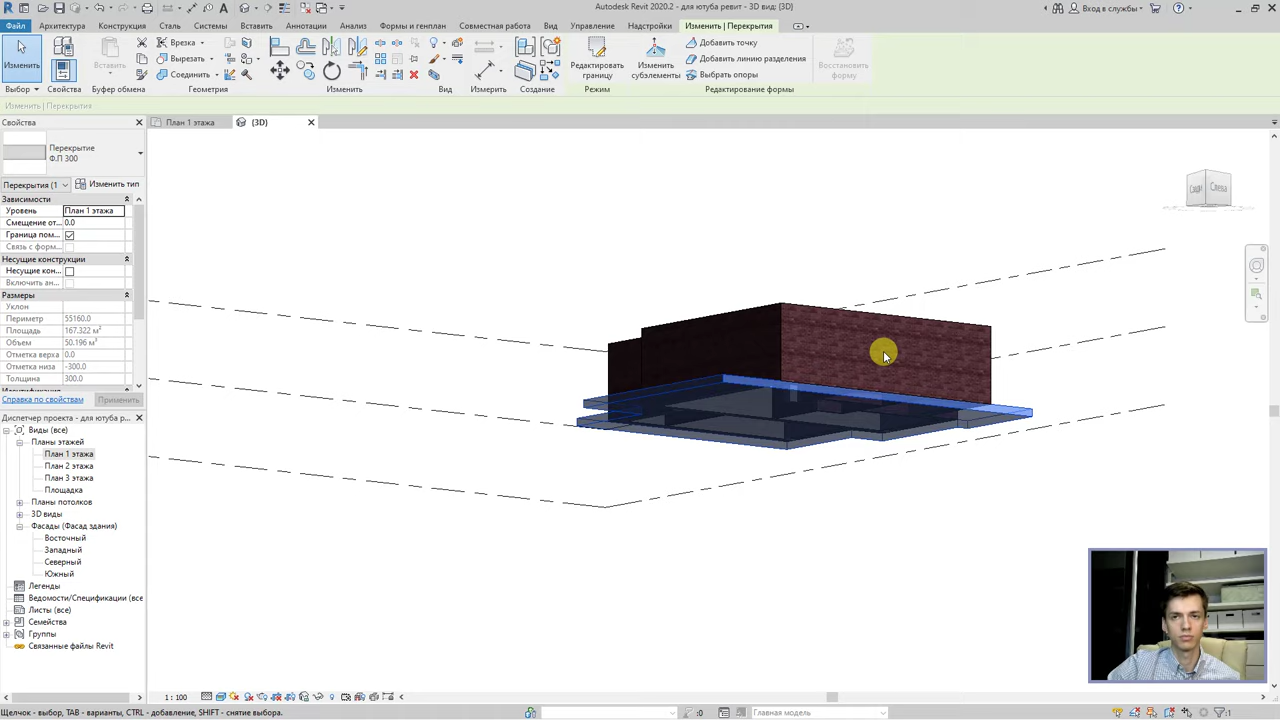 Autodesk Revit 2020.2 - для ютуба ревит - 3D вид: {3D}
Вход в службы
Файл Архитектура Конструкция Сталь Системы Вставить Аннотации Анализ Формы и генплан Совместная работа Вид Управление Надстройки Изменить | Перекрытия
Изменить
Вставить
Врезка
Вырезать
Соединить
Редактировать границу
Изменить субэлементы
Добавить точку
Добавить линию разделения
Выбрать опоры
Восстановить форму
Выбор Свойства Буфер обмена Геометрия Изменить Вид Измерить Создание Режим Редактирование формы
Изменить | Перекрытия
Свойства
План 1 этажа
{3D}
Перекрытие
Ф.П 300
Перекрытия (1
Изменить тип
Зависимости
Уровень План 1 этажа
Смещение от... 0.0
Граница пом...
Связь с форм...
Несущие конструкции
Несущие кон...
Включить ан...
Размеры
Уклон
Периметр 55160.0
Площадь 167.322 м²
Объем 50.196 м³
Отметка верха 0.0
Отметка низа -300.0
Толщина 300.0
Справка по свойствам
Применить
Диспетчер проекта - для ютуба р...
Виды (все)
Планы этажей
План 1 этажа
План 2 этажа
План 3 этажа
Площадка
Планы потолков
3D виды
Фасады (Фасад здания)
Восточный
Западный
Северный
Южный
Легенды
Ведомости/Спецификации (все
Листы (все)
Семейства
Группы
Связанные файлы Revit
Слева
1 : 100
Щелчок - выбор, TAB - варианты, CTRL - добавление, SHIFT - снятие выбора.
:0
Главная модель
:1